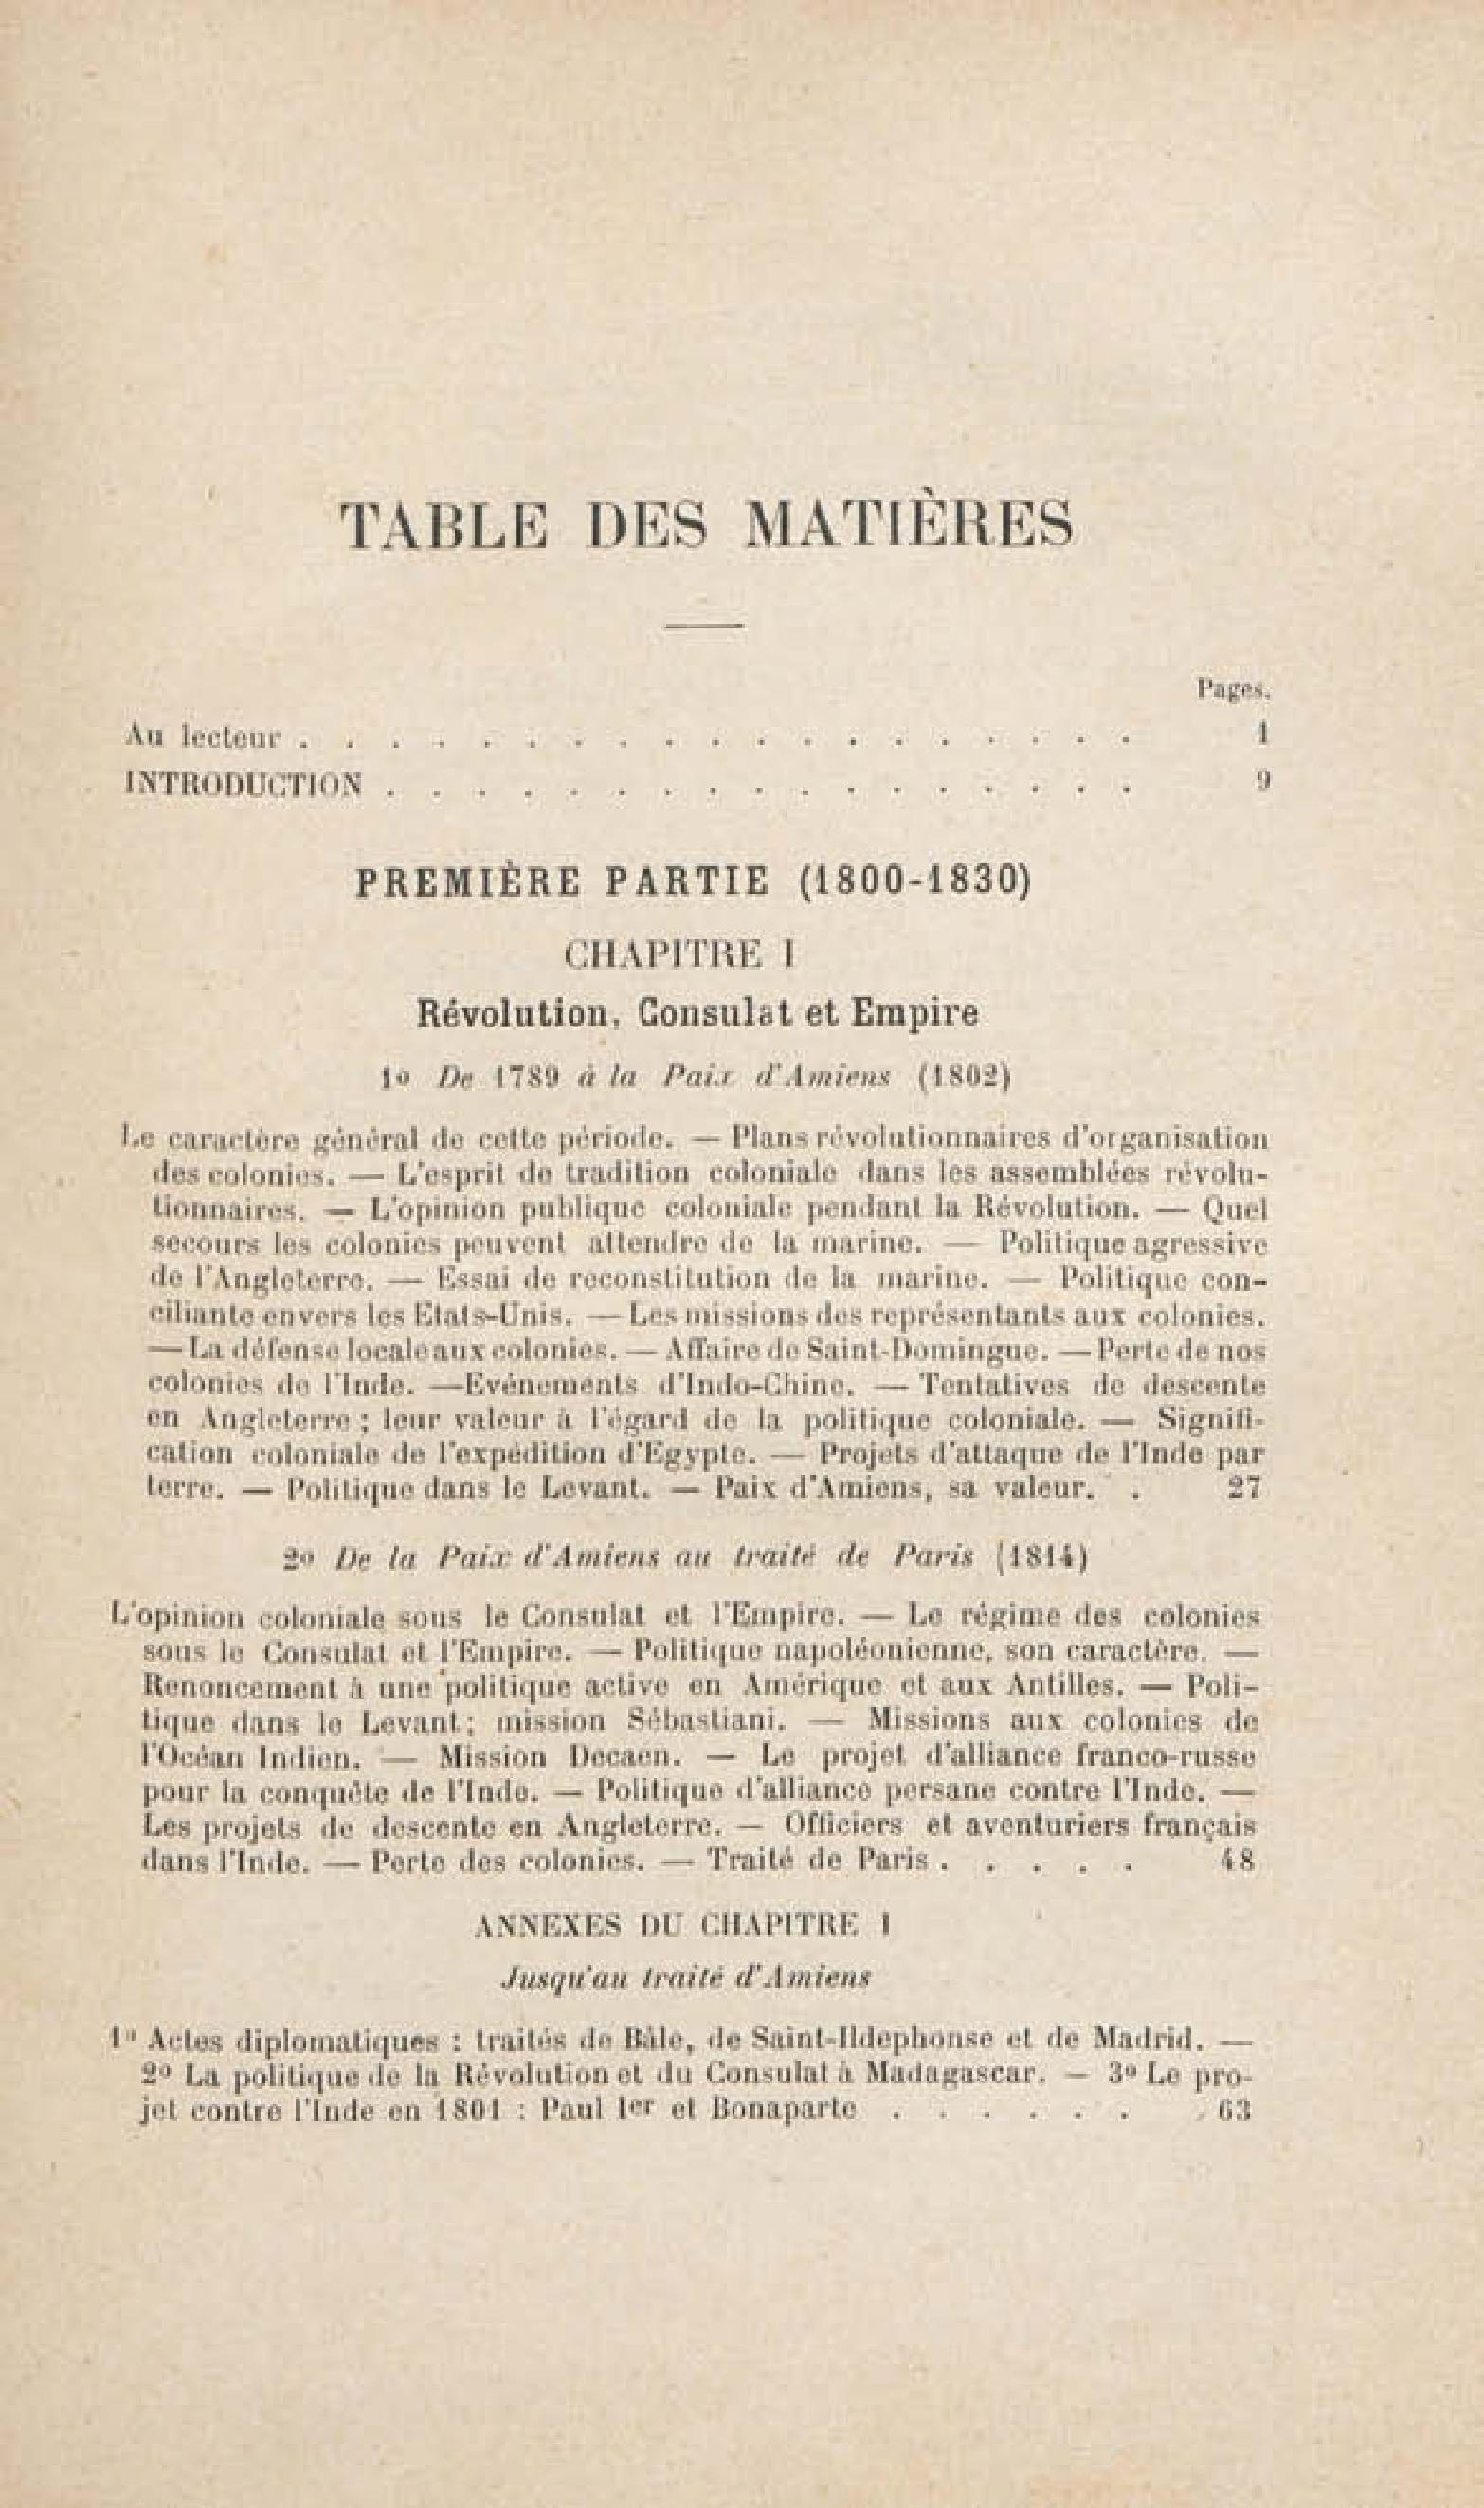 TABLE DES MATIÈRES
Pages.
Au lecteur . . . . . . . . . . . . . . . . . . . 1
INTRODUCTION . . . . . . . . . . . . . . . . . 9
PREMIÈRE PARTIE (1800-1830)
CHAPITRE I
Révolution, Consulat et Empire
1º De 1789 à la Paix d'Amiens (1802)
Le caractère général de cette période. — Plans révolutionnaires d'organisation
des colonies. — L'esprit de tradition coloniale dans les assemblées révolu-
tionnaires. — L'opinion publique coloniale pendant la Révolution. — Quel
secours les colonies peuvent attendre de la marine. — Politique agressive
de l'Angleterre. — Essai de reconstitution de la marine. — Politique con-
ciliante envers les Etats-Unis. — Les missions des représentants aux colonies.
— La défense locale aux colonies. — Affaire de Saint-Domingue. — Perte de nos
colonies de l'Inde. — Evénements d'Indo-Chine. — Tentatives de descente
en Angleterre ; leur valeur à l'égard de la politique coloniale. — Signifi-
cation coloniale de l'expédition d'Egypte. — Projets d'attaque de l'Inde par
terre. — Politique dans le Levant. — Paix d'Amiens, sa valeur. . 27
2º De la Paix d'Amiens au traité de Paris (1814)
L'opinion coloniale sous le Consulat et l'Empire. — Le régime des colonies
sous le Consulat et l'Empire. — Politique napoléonienne, son caractère. —
Renoncement à une politique active en Amérique et aux Antilles. — Poli-
tique dans le Levant; mission Sébastiani. — Missions aux colonies de
l'Océan Indien. — Mission Decaen. — Le projet d'alliance franco-russe
pour la conquête de l'Inde. — Politique d'alliance persane contre l'Inde. —
Les projets de descente en Angleterre. — Officiers et aventuriers français
dans l'Inde. — Perte des colonies. — Traité de Paris . . . . . 48
ANNEXES DU CHAPITRE I
Jusqu'au traité d'Amiens
1º Actes diplomatiques : traités de Bâle, de Saint-Ildephonse et de Madrid. —
2º La politique de la Révolution et du Consulat à Madagascar. — 3º Le pro-
jet contre l'Inde en 1801 : Paul Ier et Bonaparte . . . . . . 63